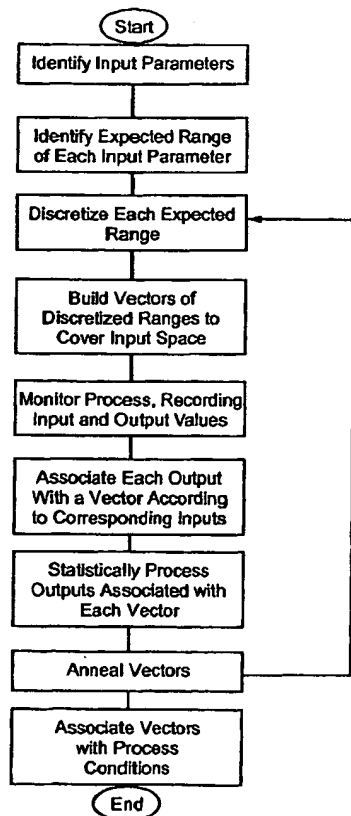 Start
Identify Input Parameters
Identify Expected Range
of Each Input Parameter
Discretize Each Expected
Range
Build Vectors of
Discretized Ranges to
Cover Input Space
Monitor Process, Recording
Input and Output Values
Associate Each Output
With a Vector According
to Corresponding Inputs
Statistically Process
Outputs Associated with
Each Vector
Anneal Vectors
Associate Vectors
with Process
Conditions
End